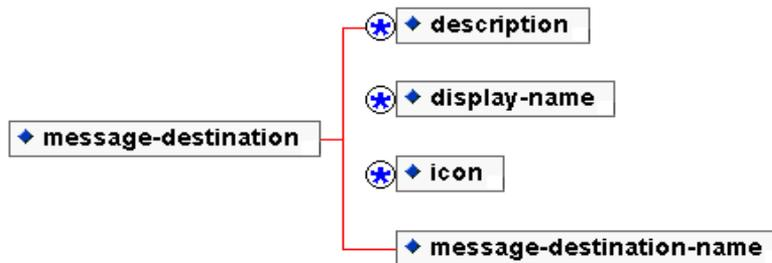 description
display-name
message-destination
icon
message-destination-name